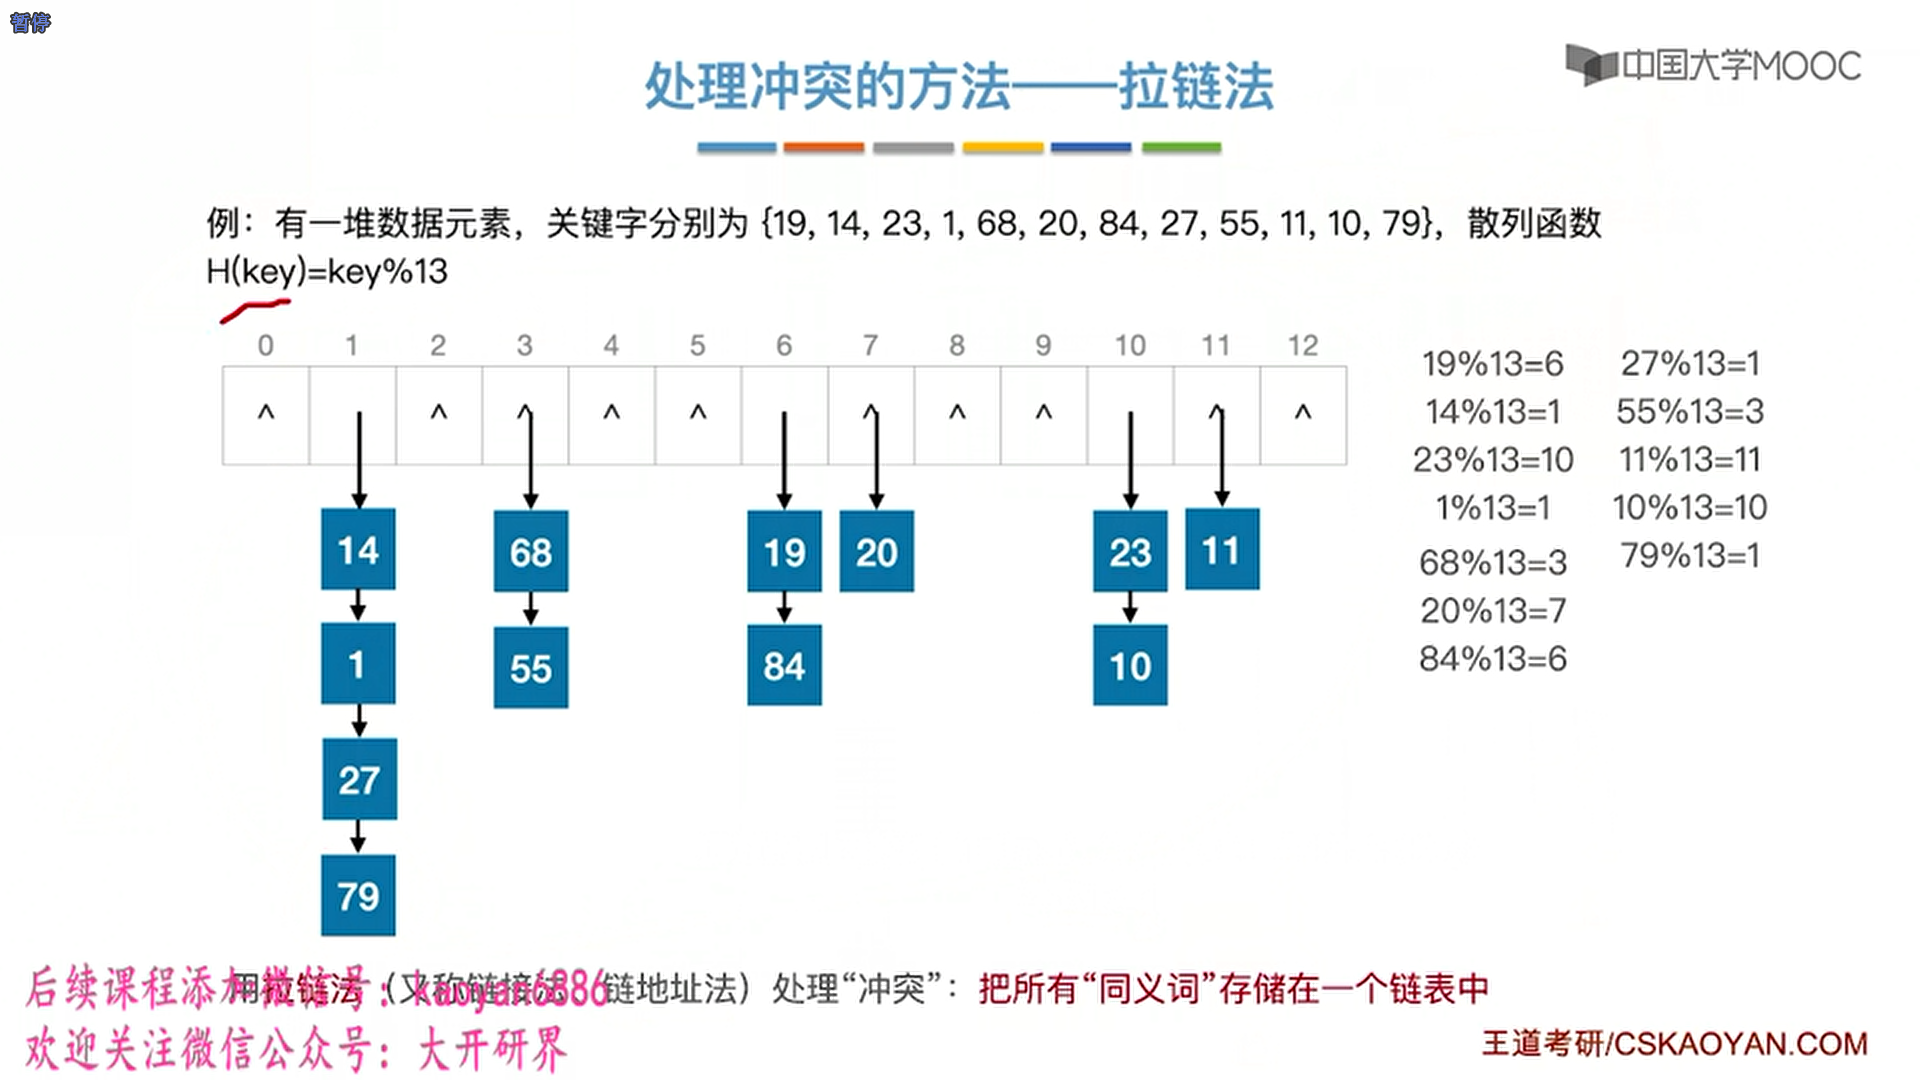 暂停
中国大学MOOC
处理冲突的方法——拉链法
例：有一堆数据元素，关键字分别为 {19, 14, 23, 1, 68, 20, 84, 27, 55, 11, 10, 79}，散列函数
H(key)=key%13
0 1 2 3 4 5 6 7 8 9 10 11 12
^ ^ ^ ^ ^ ^ ^ ^ ^ ^
19%13=6 27%13=1
14%13=1 55%13=3
23%13=10 11%13=11
1%13=1 10%13=10
68%13=3 79%13=1
20%13=7
84%13=6
14 68 19 20 23 11
1 55 84 10
27
79
用拉链法（又称链接法、链地址法）处理“冲突”：把所有“同义词”存储在一个链表中
后续课程添加微信号：kaoyan6886
欢迎关注微信公众号：大开研界
王道考研/CSKAOYAN.COM